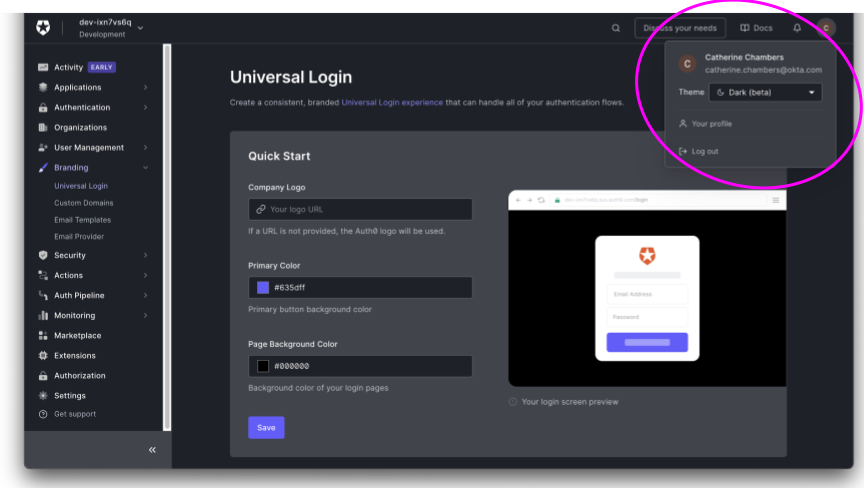 dev-ixn7vs6q
Development
Discuss your needs
Docs
C
Catherine Chambers
C
catherine.chambers@okta.com
Theme
Dark (beta)
Your profile
Log out
Activity EARLY
Applications
Authentication
Organizations
User Management
Branding
Universal Login
Custom Domains
Email Templates
Email Provider
Security
Actions
Auth Pipeline
Monitoring
Marketplace
Extensions
Authorization
Settings
Get support
Universal Login
Create a consistent, branded Universal Login experience that can handle all of your authentication flows.
Quick Start
Company Logo
Your logo URL
If a URL is not provided, the Auth0 logo will be used.
Primary Color
#635dff
Primary button background color
Page Background Color
#000000
Background color of your login pages
Save
Email Address
Password
Your login screen preview